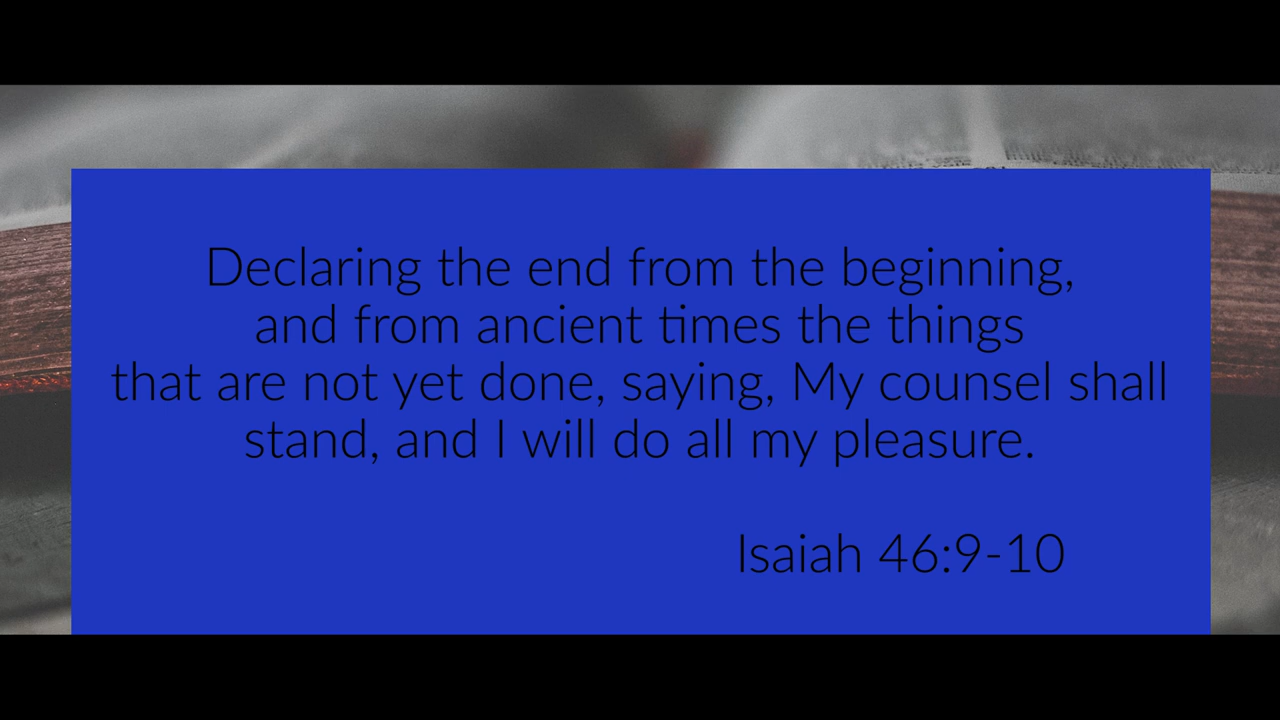 Declaring the end from the beginning,
and from ancient times the things
that are not yet done, saying, My counsel shall
stand, and I will do all my pleasure.
Isaiah 46:9-10